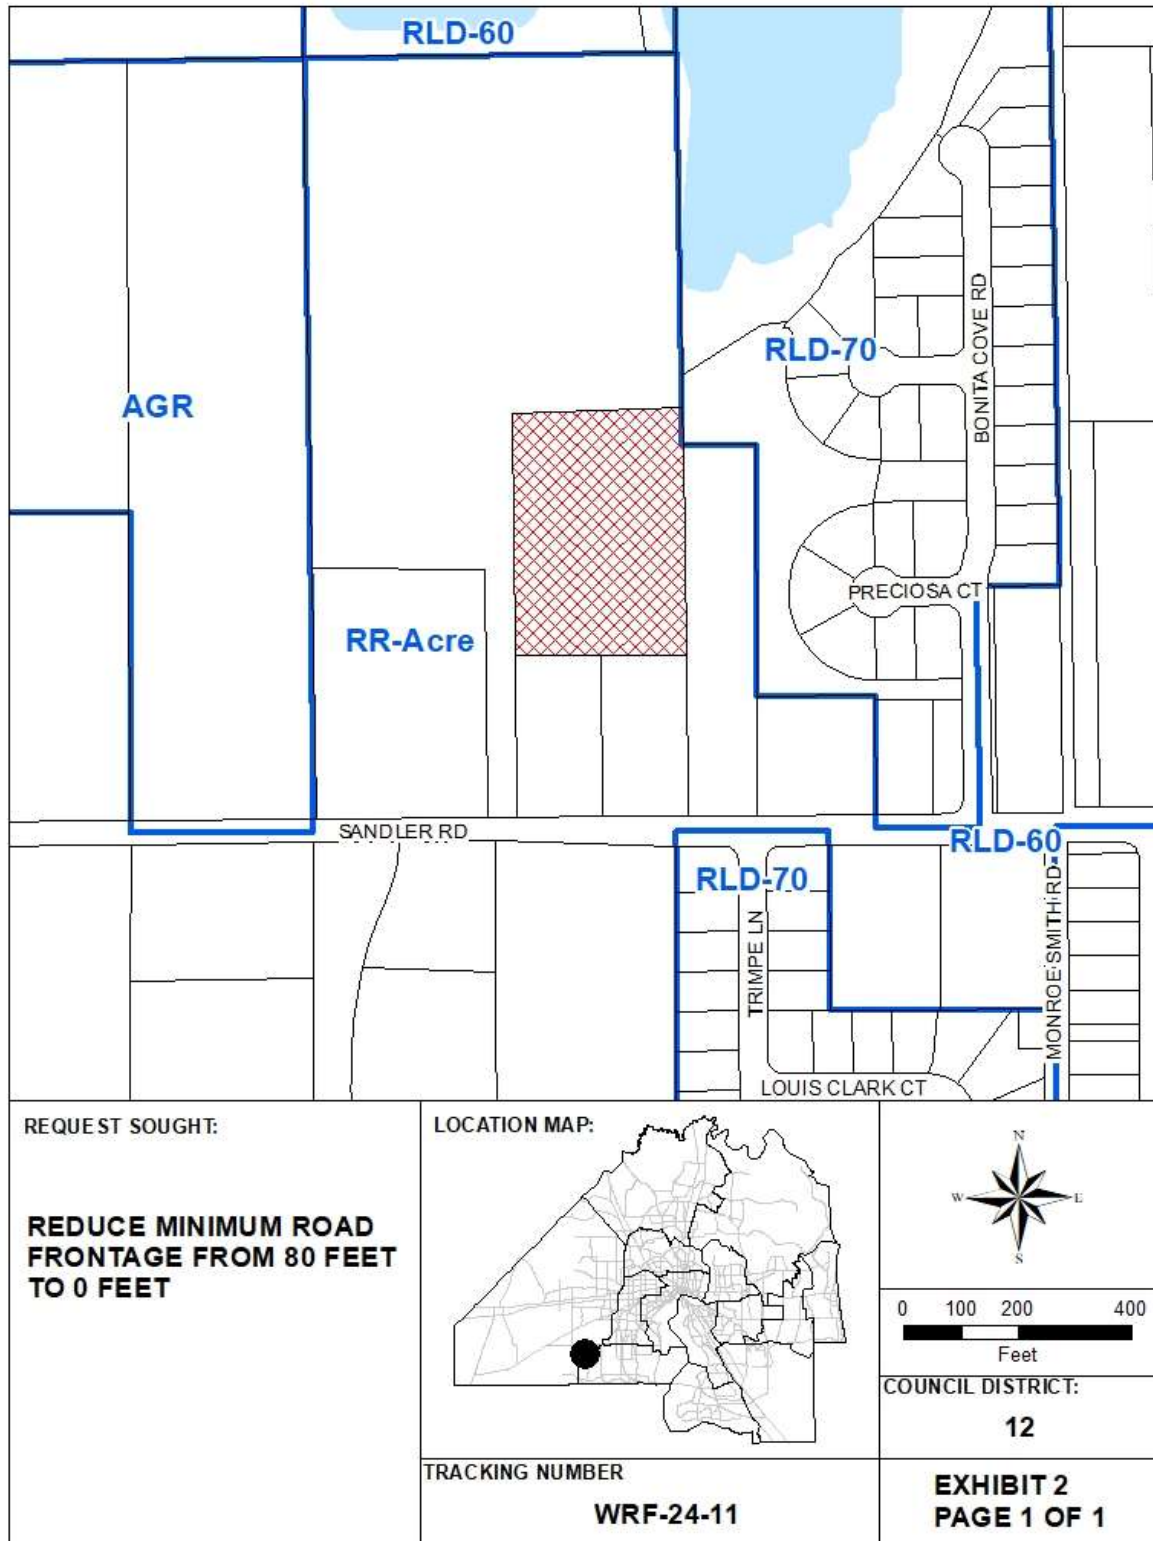 RLD-60
RLD-70
BONITA COVE RD
AGR
PRECIOSA CT
RR-Acre
SANDLER RD
RLD-60
RLD-70
TRIMPE LN
MONROE SMITH RD
LOUIS CLARK CT
REQUEST SOUGHT:
REDUCE MINIMUM ROAD
FRONTAGE FROM 80 FEET
TO 0 FEET
LOCATION MAP:
N
W
E
S
0 100 200 400
Feet
COUNCIL DISTRICT:
12
TRACKING NUMBER
WRF-24-11
EXHIBIT 2
PAGE 1 OF 1